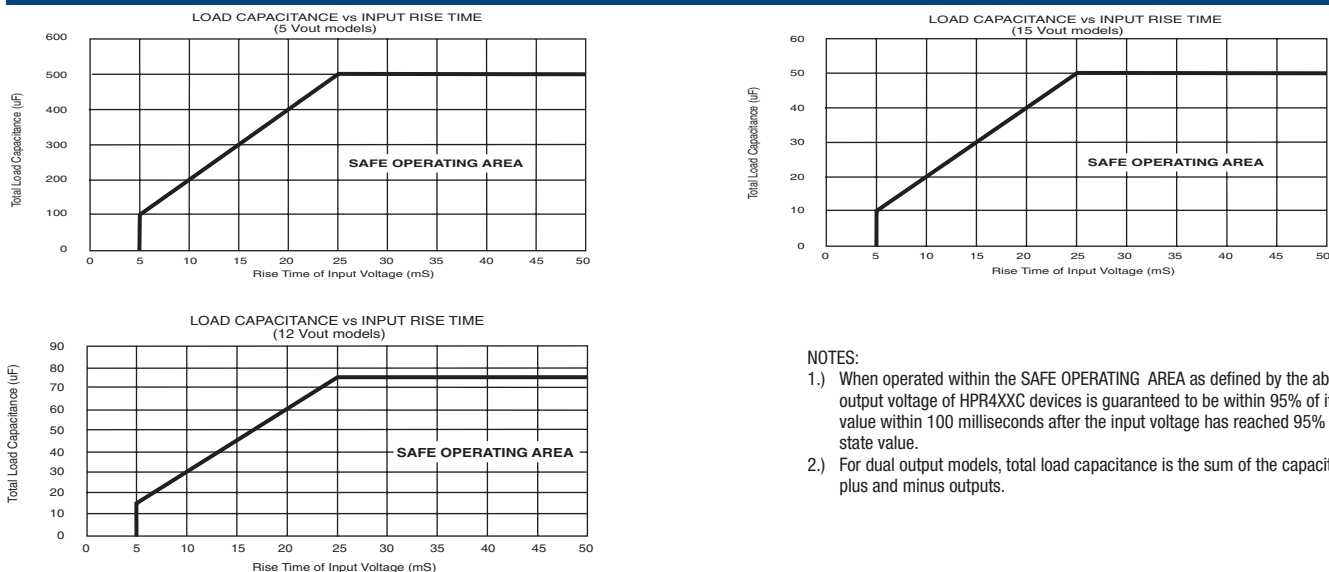 LOAD CAPACITANCE vs INPUT RISE TIME
(5 Vout models)
600
500
400
300
200
100
0
Total Load Capacitance (uF)
SAFE OPERATING AREA
0 5 10 15 20 25 30 35 40 45 50
Rise Time of Input Voltage (mS)
LOAD CAPACITANCE vs INPUT RISE TIME
(15 Vout models)
60
50
40
30
20
10
0
Total Load Capacitance (uF)
SAFE OPERATING AREA
0 5 10 15 20 25 30 35 40 45 50
Rise Time of Input Voltage (mS)
LOAD CAPACITANCE vs INPUT RISE TIME
(12 Vout models)
90
80
70
60
50
40
30
20
10
0
Total Load Capacitance (uF)
SAFE OPERATING AREA
0 5 10 15 20 25 30 35 40 45 50
Rise Time of Input Voltage (mS)
NOTES:
1.) When operated within the SAFE OPERATING AREA as defined by the
output voltage of HPR4XXC devices is guaranteed to be within 95% of
value within 100 milliseconds after the input voltage has reached 95%
state value.
2.) For dual output models, total load capacitance is the sum of the
plus and minus outputs.